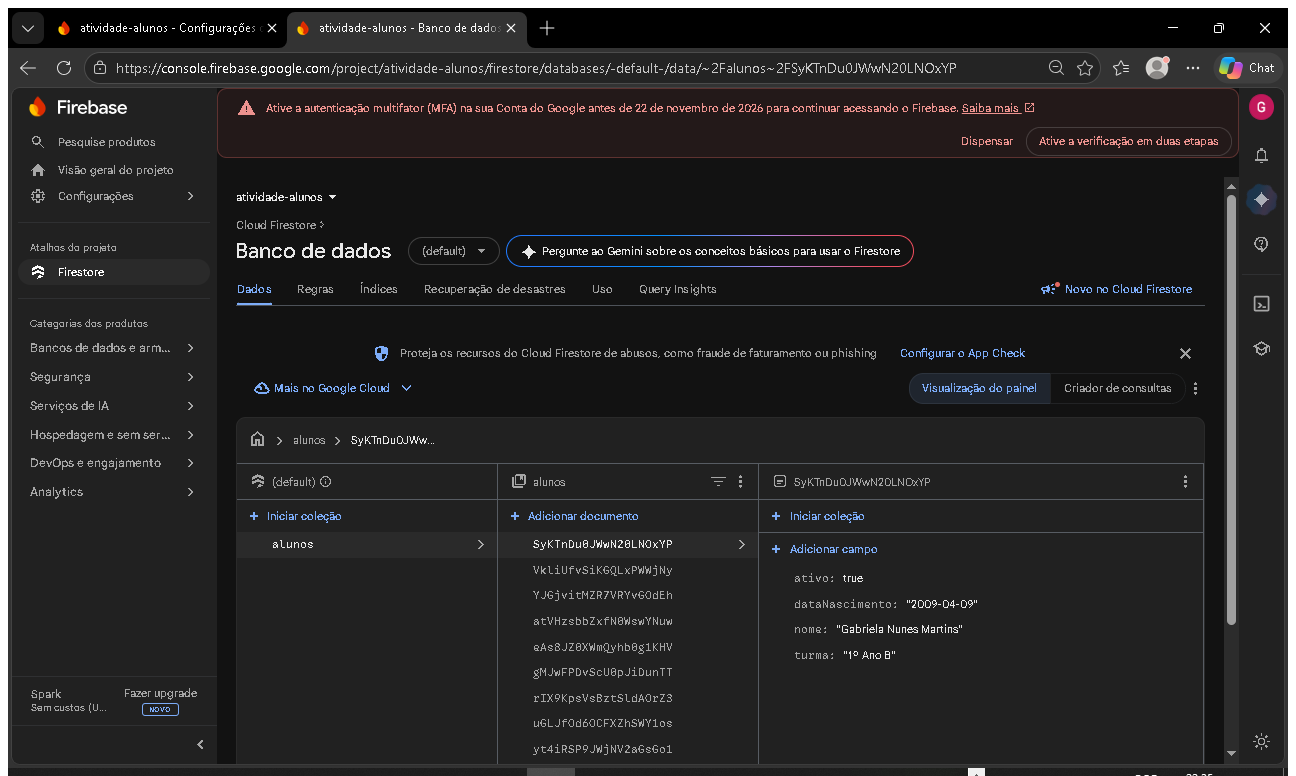 atividade-alunos - Configurações
atividade-alunos - Banco de dados
https://console.firebase.google.com/project/atividade-alunos/firestore/databases/-default-/data/~2Falunos~2FSyKTnDu0JWwN20LNOxYP
Chat
Firebase
Pesquise produtos
Visão geral do projeto
Configurações
Atalhos do projeto
Firestore
Categorias dos produtos
Bancos de dados e arm...
Segurança
Serviços de IA
Hospedagem e sem ser...
DevOps e engajamento
Analytics
Spark
Sem custos (U...
Fazer upgrade
NOVO
Ative a autenticação multifator (MFA) na sua Conta do Google antes de 22 de novembro de 2026 para continuar acessando o Firebase. Saiba mais
Dispensar
Ative a verificação em duas etapas
G
atividade-alunos
Cloud Firestore
Banco de dados
(default)
Pergunte ao Gemini sobre os conceitos básicos para usar o Firestore
Dados
Regras
Índices
Recuperação de desastres
Uso
Query Insights
Novo no Cloud Firestore
Proteja os recursos do Cloud Firestore de abusos, como fraude de faturamento ou phishing
Configurar o App Check
Mais no Google Cloud
Visualização do painel
Criador de consultas
alunos
SyKTnDu0JWw...
(default)
Iniciar coleção
alunos
alunos
Adicionar documento
SyKTnDu0JWwN20LNOxYP
VkliUfvSiKGQLxPWWjNy
YJGjvitMZR7VRYvGOdEh
atVHzsbbZxfN0WswYNuw
eAs8JZ0XWmQyhb0g1KHV
gMJwFPDvScU0pJiDunTT
rIX9KpsVsBztSldAOrZ3
uGLJfOd6OCFXZhSWYios
yt4iRSP9JWjNV2aGsGo1
SyKTnDu0JWwN20LNOxYP
Iniciar coleção
Adicionar campo
ativo: true
dataNascimento: "2009-04-09"
nome: "Gabriela Nunes Martins"
turma: "1º Ano B"